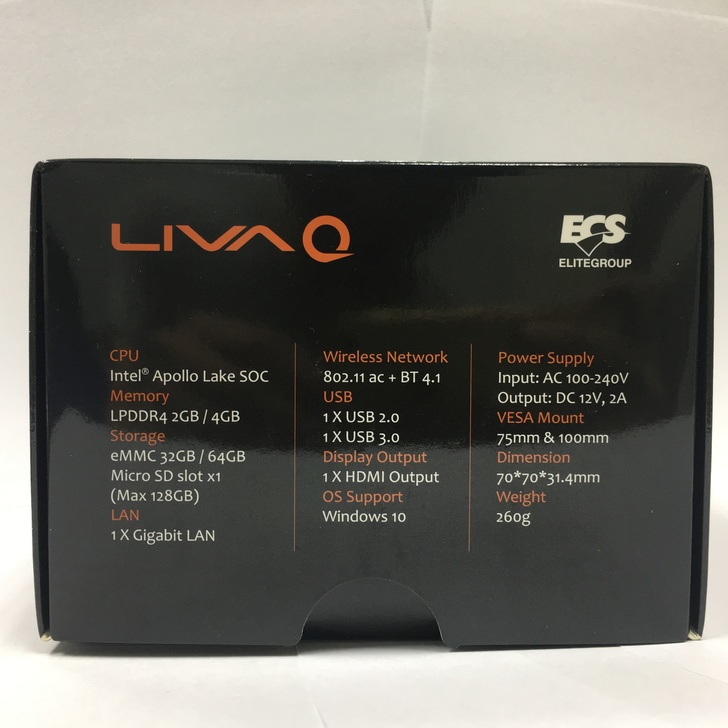 LIVA Q
ECS
ELITEGROUP
CPU
Intel® Apollo Lake SOC
Memory
LPDDR4 2GB / 4GB
Storage
eMMC 32GB / 64GB
Micro SD slot x1
(Max 128GB)
LAN
1 X Gigabit LAN
Wireless Network
802.11 ac + BT 4.1
USB
1 X USB 2.0
1 X USB 3.0
Display Output
1 X HDMI Output
OS Support
Windows 10
Power Supply
Input: AC 100-240V
Output: DC 12V, 2A
VESA Mount
75mm & 100mm
Dimension
70*70*31.4mm
Weight
260g